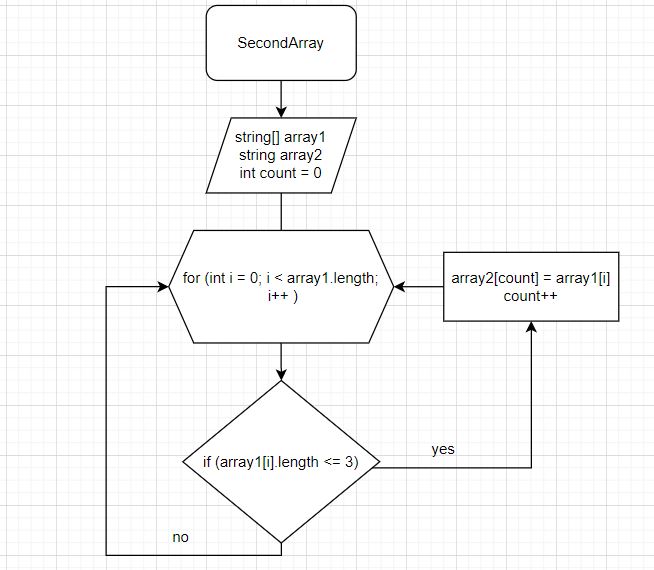 SecondArray
string[] array1
string array2
int count = 0
for (int i = 0; i < array1.length;
i++ )
array2[count] = array1[i]
count++
if (array1[i].length <= 3)
yes
no